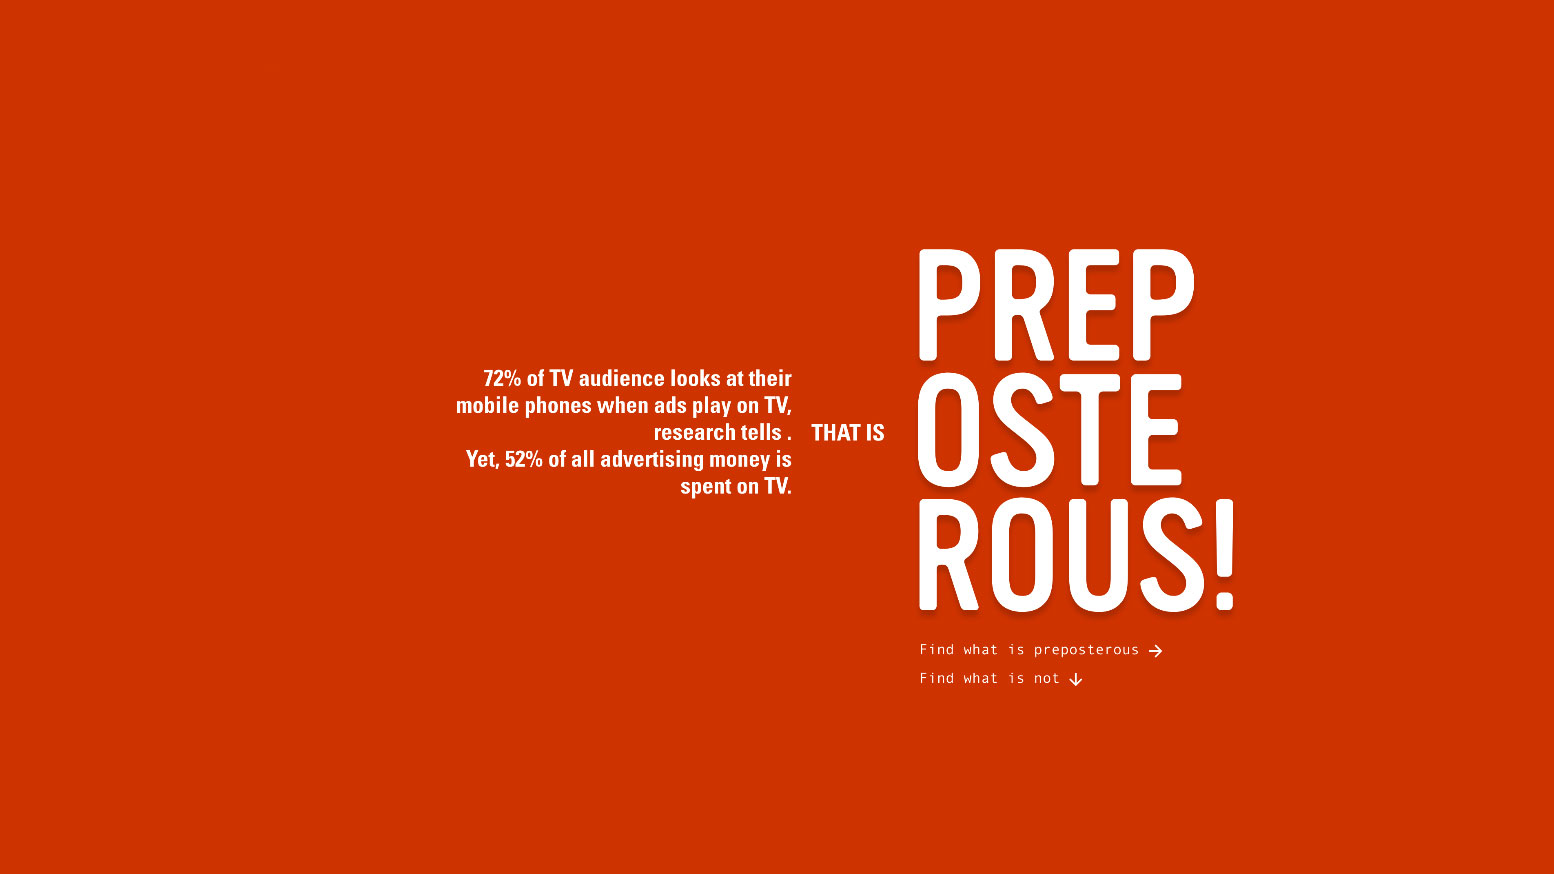 72% of TV audience looks at their
mobile phones when ads play on TV,
research tells .
Yet, 52% of all advertising money is
spent on TV.
THAT IS
PREP
OSTE
ROUS!
Find what is preposterous →
Find what is not ↓